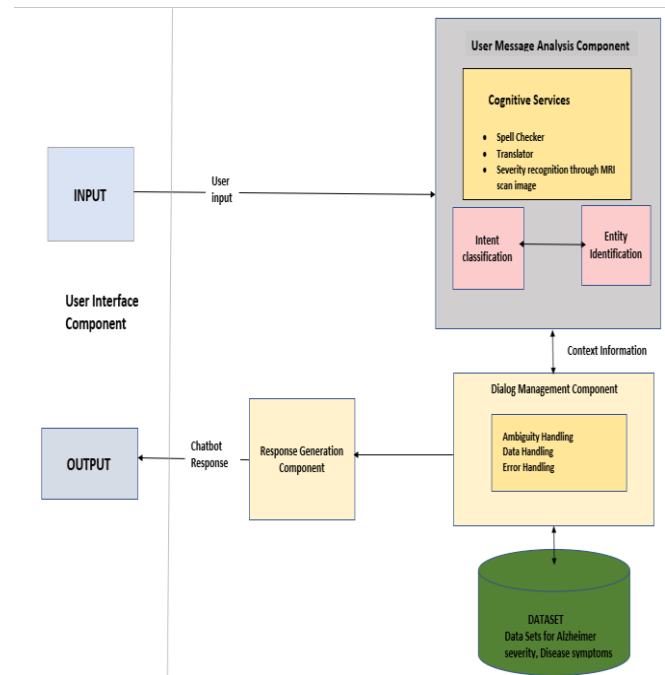 User Message Analysis Component
Cognitive Services
• Spell Checker
• Translator
• Severity recognition through MRI
scan image
INPUT
User
input
Intent
classification
Entity
Identification
User Interface
Component
Context Information
Dialog Management Component
Ambiguity Handling
Data Handling
Error Handling
OUTPUT
Chatbot
Response
Response Generation
Component
DATASET
Data Sets for Alzheimer
severity, Disease symptoms